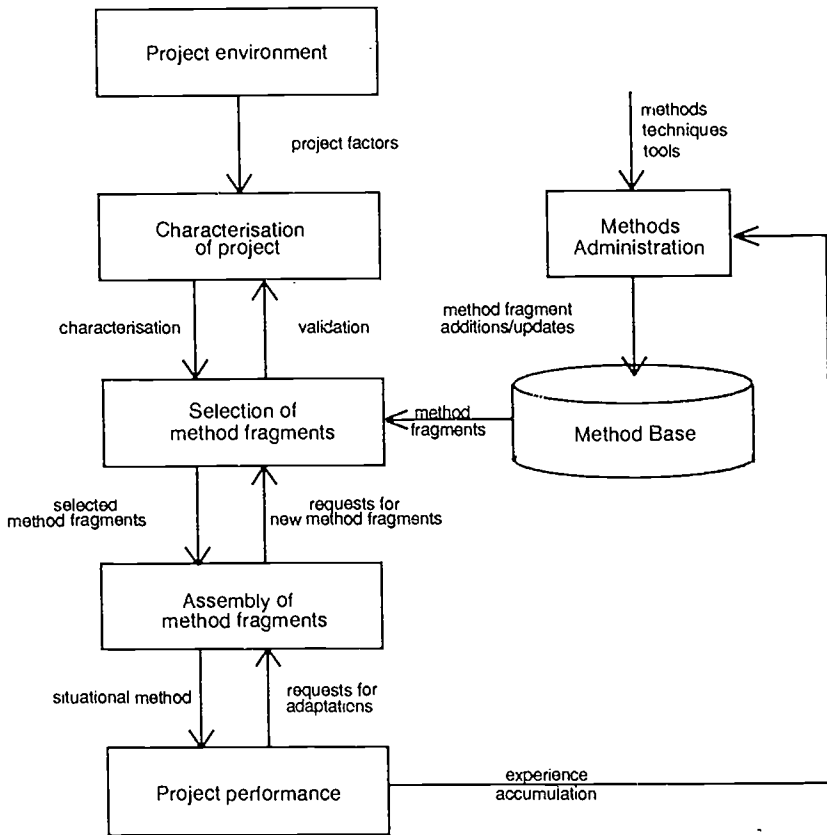 Project environment
project factors
methods
techniques
tools
Characterisation
of project
Methods
Administration
characterisation
validation
method fragment
additions/updates
Selection of
method fragments
method
fragments
Method Base
selected
method fragments
requests for
new method fragments
Assembly of
method fragments
situational method
requests for
adaptations
Project performance
experience
accumulation